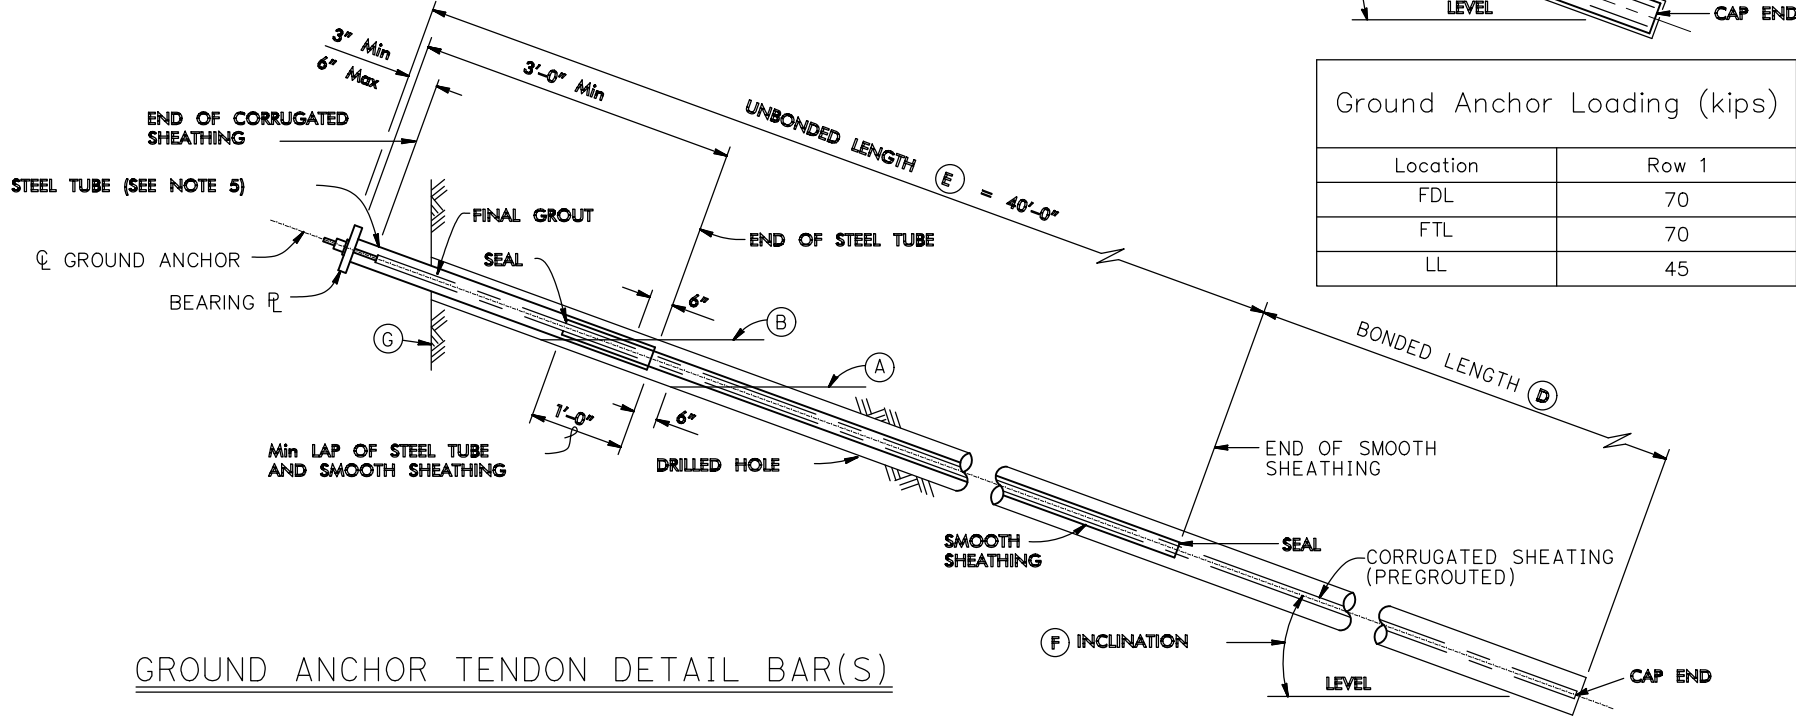 LEVEL
CAP END
3" Min
6" Max
3'-0" Min
UNBONDED LENGTH E = 40'-0"
END OF CORRUGATED
SHEATHING
STEEL TUBE (SEE NOTE 5)
FINAL GROUT
END OF STEEL TUBE
SEAL
℄ GROUND ANCHOR
BEARING ⅊
6"
B
G
A
1'-0"
6"
Min LAP OF STEEL TUBE
AND SMOOTH SHEATHING
DRILLED HOLE
Ground Anchor Loading (kips)
Location Row 1
FDL 70
FTL 70
LL 45
BONDED LENGTH D
END OF SMOOTH
SHEATHING
SMOOTH
SHEATHING
SEAL
CORRUGATED SHEATING
(PREGROUTED)
F INCLINATION
LEVEL
CAP END
GROUND ANCHOR TENDON DETAIL BAR(S)